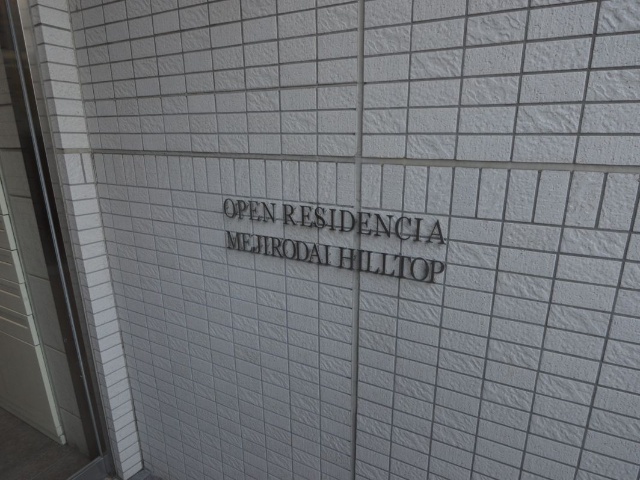 OPEN RESIDENCIA
MEJIRODAI HILLTOP